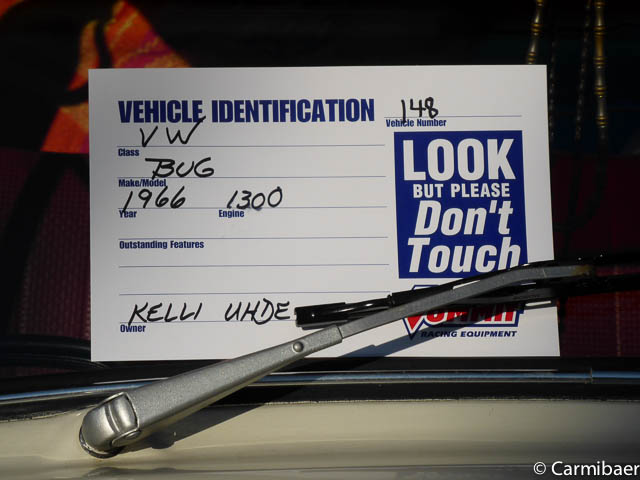 VEHICLE IDENTIFICATION
148
Vehicle Number
VW
Class
BUG
Make/Model
1966 1300
Year Engine
Outstanding Features
KELLI UHDE
Owner
LOOK
BUT PLEASE
Don't
Touch
SUMMIT
RACING EQUIPMENT
© Carmibaer